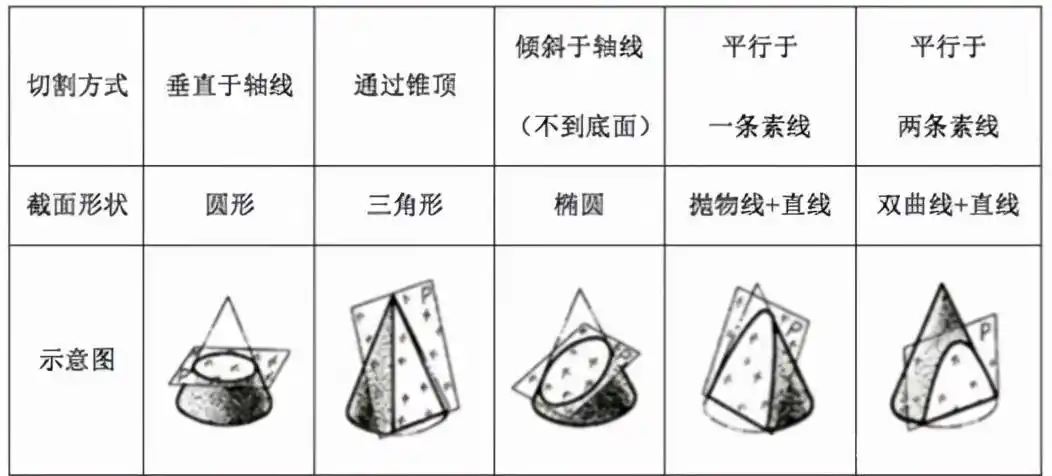 切割方式 垂直于轴线 通过锥顶 倾斜于轴线 平行于 平行于
（不到底面） 一条素线 两条素线
截面形状 圆形 三角形 椭圆 抛物线+直线 双曲线+直线
示意图 P P P P P